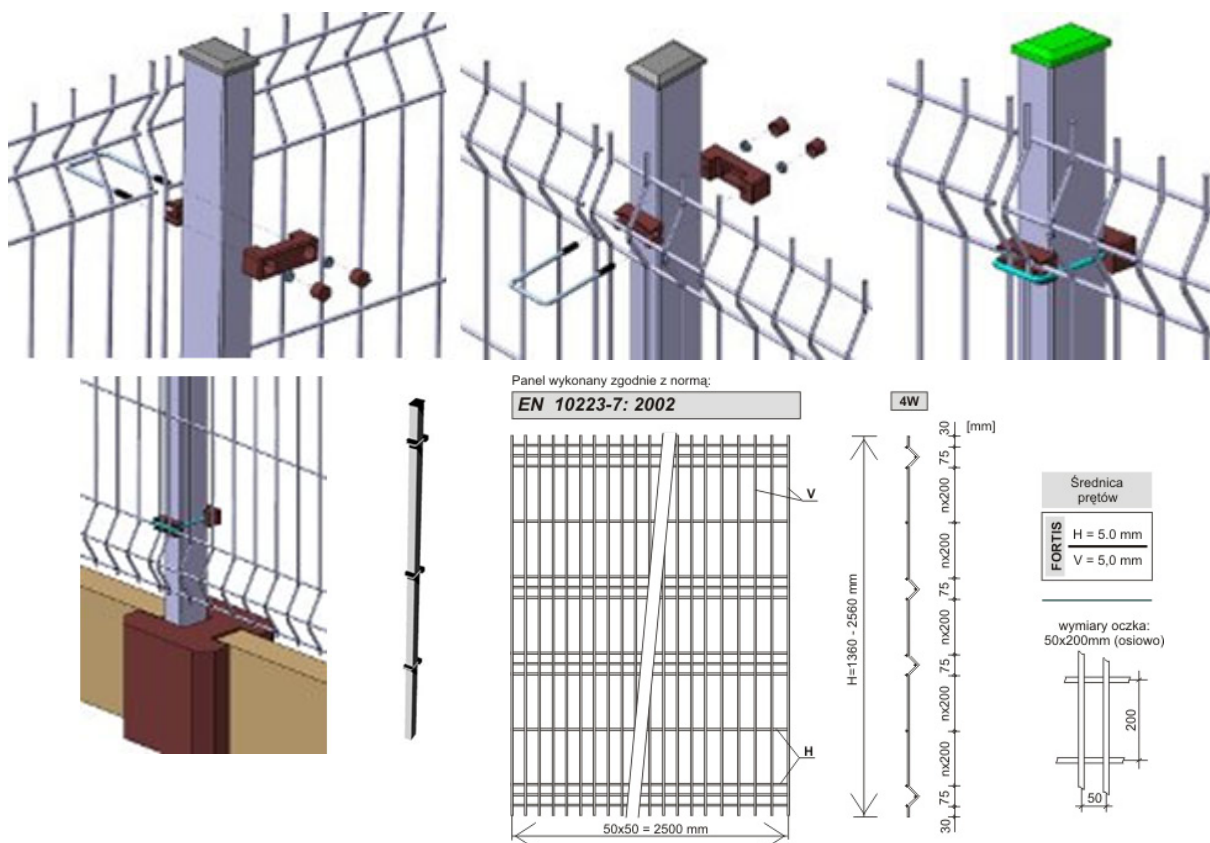 Panel wykonany zgodnie z normą:
EN 10223-7: 2002
4W
[mm]
30
75
nx200
nx200
75
nx200
75
nx200
nx200
75
30
V
H
H=1360 - 2560 mm
50x50 = 2500 mm
Średnica
prętów
FORTIS
H = 5.0 mm
V = 5,0 mm
wymiary oczka:
50x200mm (osiowo)
200
50